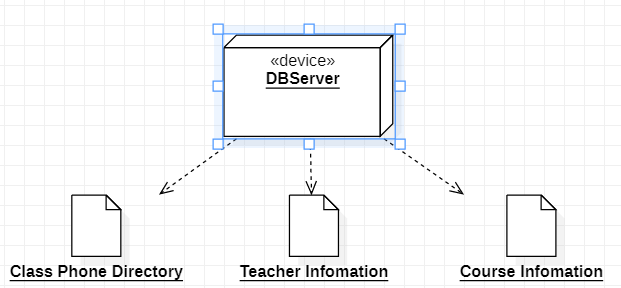 «device»
DBServer
Class Phone Directory
Teacher Infomation
Course Infomation